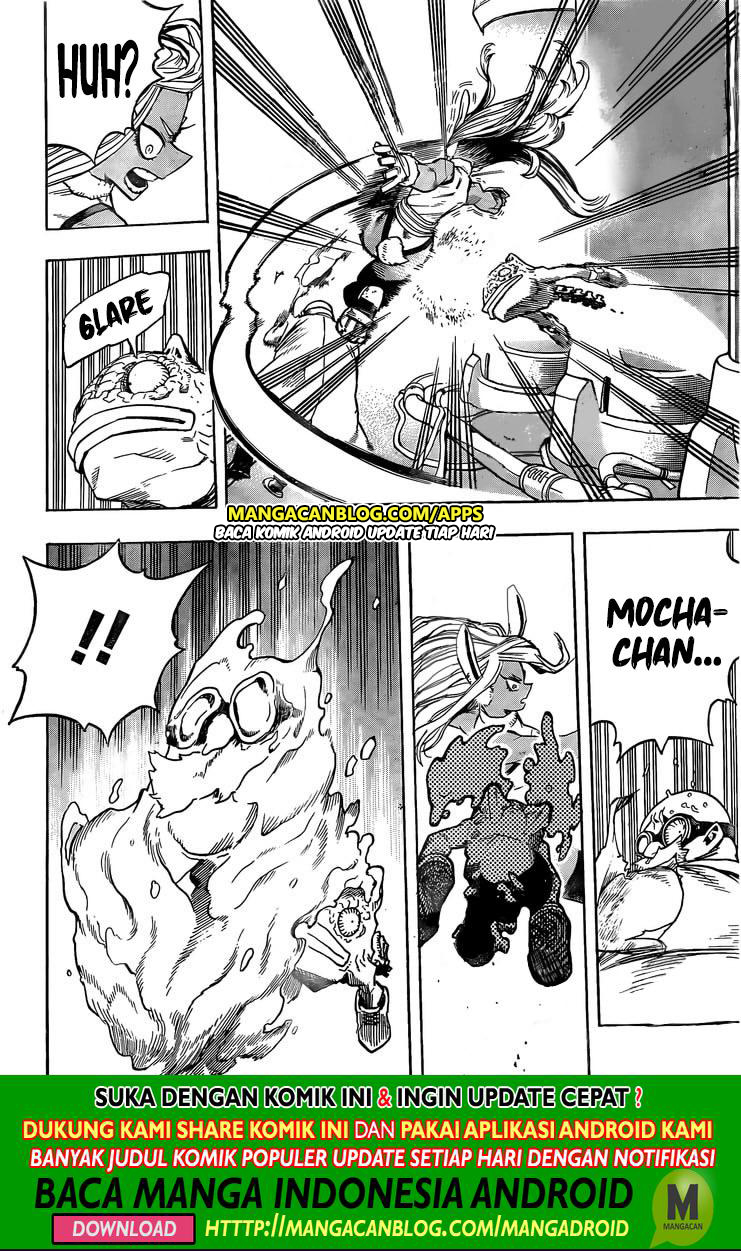 HUH?
GLARE
MANGACANBLOG.COM/APPS
BACA KOMIK ANDROID UPDATE TIAP HARI
MOCHA-
CHAN...
!!
SUKA DENGAN KOMIK INI & INGIN UPDATE CEPAT ?
DUKUNG KAMI SHARE KOMIK INI DAN PAKAI APLIKASI ANDROID KAMI
BANYAK JUDUL KOMIK POPULER UPDATE SETIAP HARI DENGAN NOTIFIKASI
BACA MANGA INDONESIA ANDROID
DOWNLOAD HTTTP://MANGACANBLOG.COM/MANGADROID
M
MANGACAN